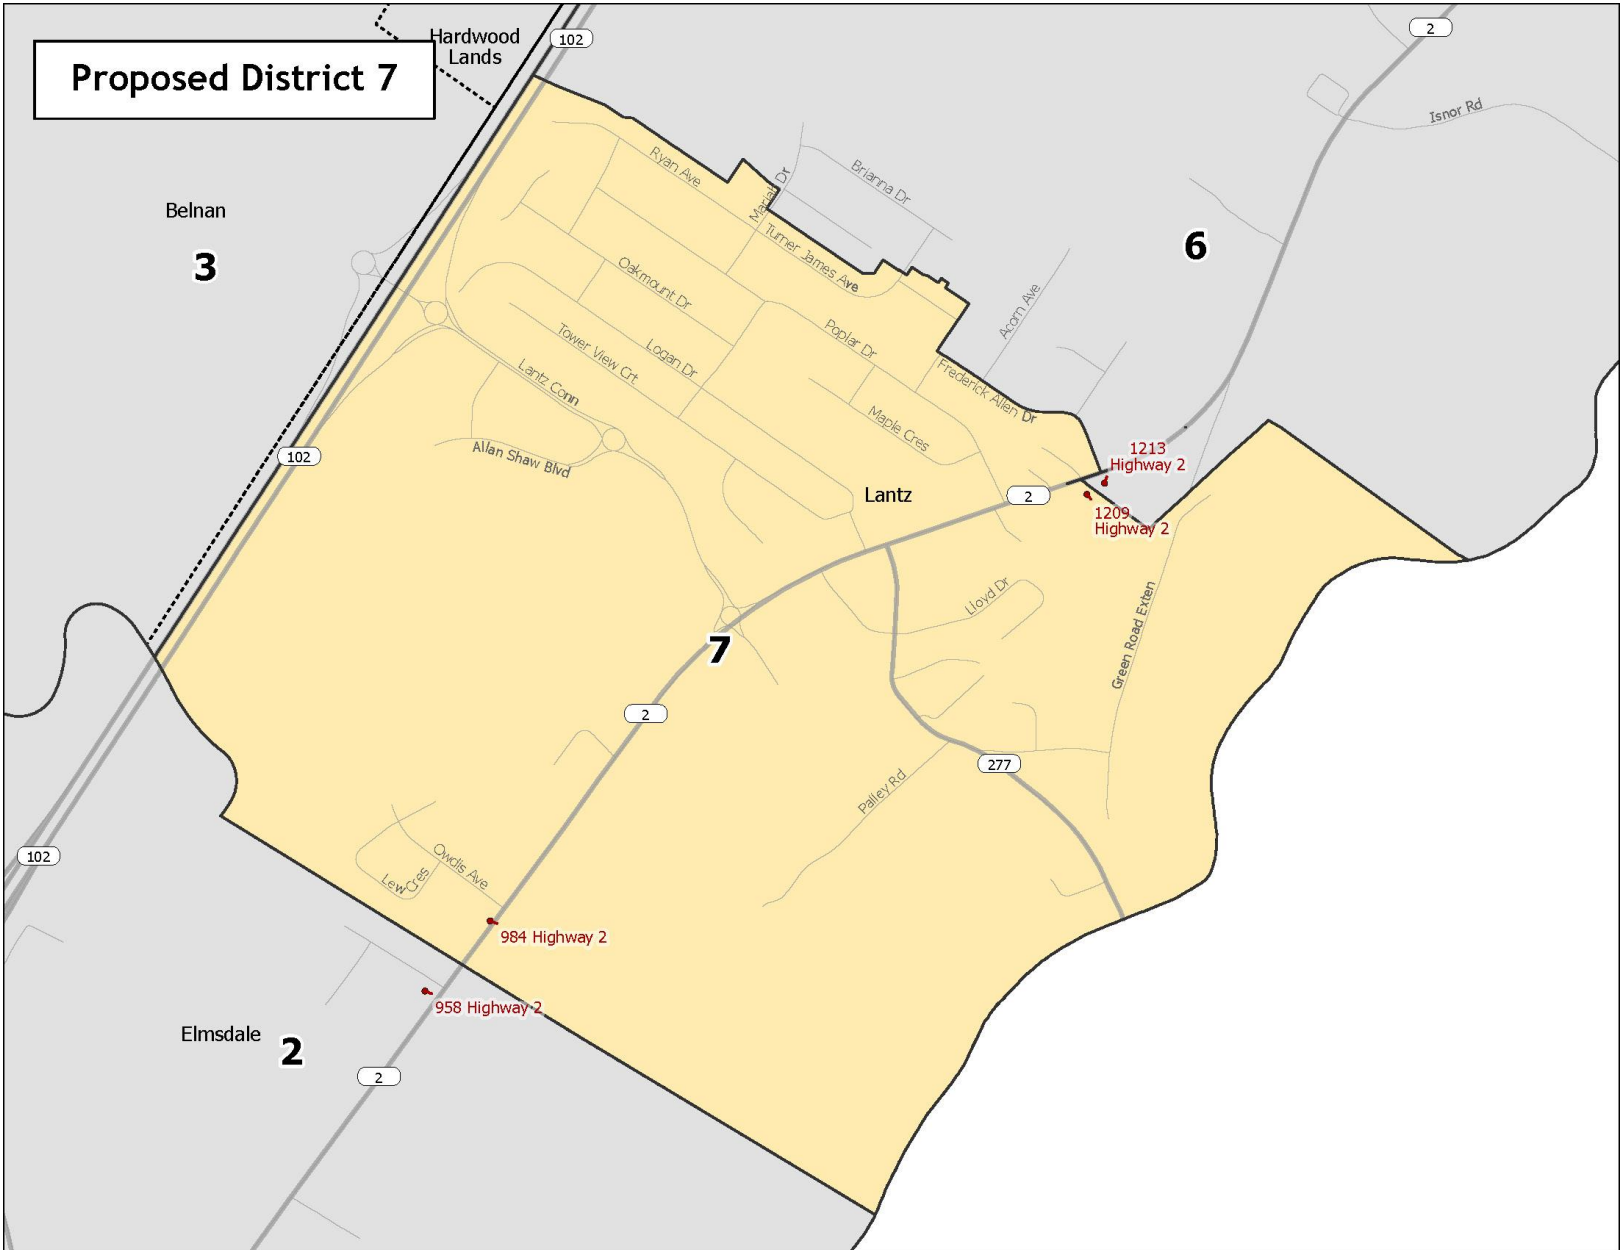 Proposed District 7
Hardwood
Lands
102
2
Isnor Rd
Ryan Ave
Mariah Dr
Brianna Dr
Belnan
3
6
Turner James Ave
Oakmount Dr
Acorn Ave
Tower View Crt
Logan Dr
Poplar Dr
Lantz Conn
Frederick Allen Dr
Maple Cres
102
Allan Shaw Blvd
1213
Highway 2
Lantz
2
1209
Highway 2
Lloyd Dr
Green Road Exten
7
2
277
Palley Rd
102
Owdis Ave
Lew Cres
984 Highway 2
958 Highway 2
Elmsdale
2
2